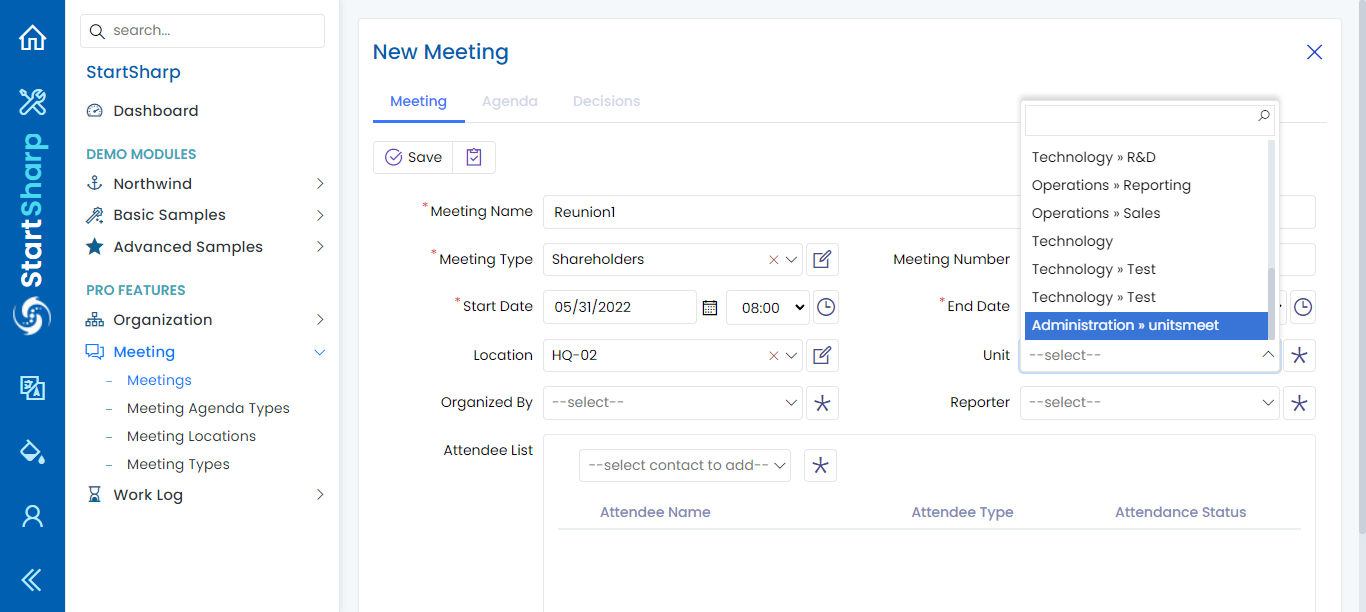 StartSharp
search...
StartSharp
Dashboard
DEMO MODULES
Northwind
Basic Samples
Advanced Samples
PRO FEATURES
Organization
Meeting
Meetings
Meeting Agenda Types
Meeting Locations
Meeting Types
Work Log
New Meeting
Meeting Agenda Decisions
Save
*Meeting Name Reunion1
*Meeting Type Shareholders
Meeting Number
*Start Date 05/31/2022 08:00
*End Date
Location HQ-02
Unit --select--
Technology » R&D
Operations » Reporting
Operations » Sales
Technology
Technology » Test
Technology » Test
Administration » unitsmeet
Organized By --select--
Reporter --select--
Attendee List
--select contact to add--
Attendee Name Attendee Type Attendance Status